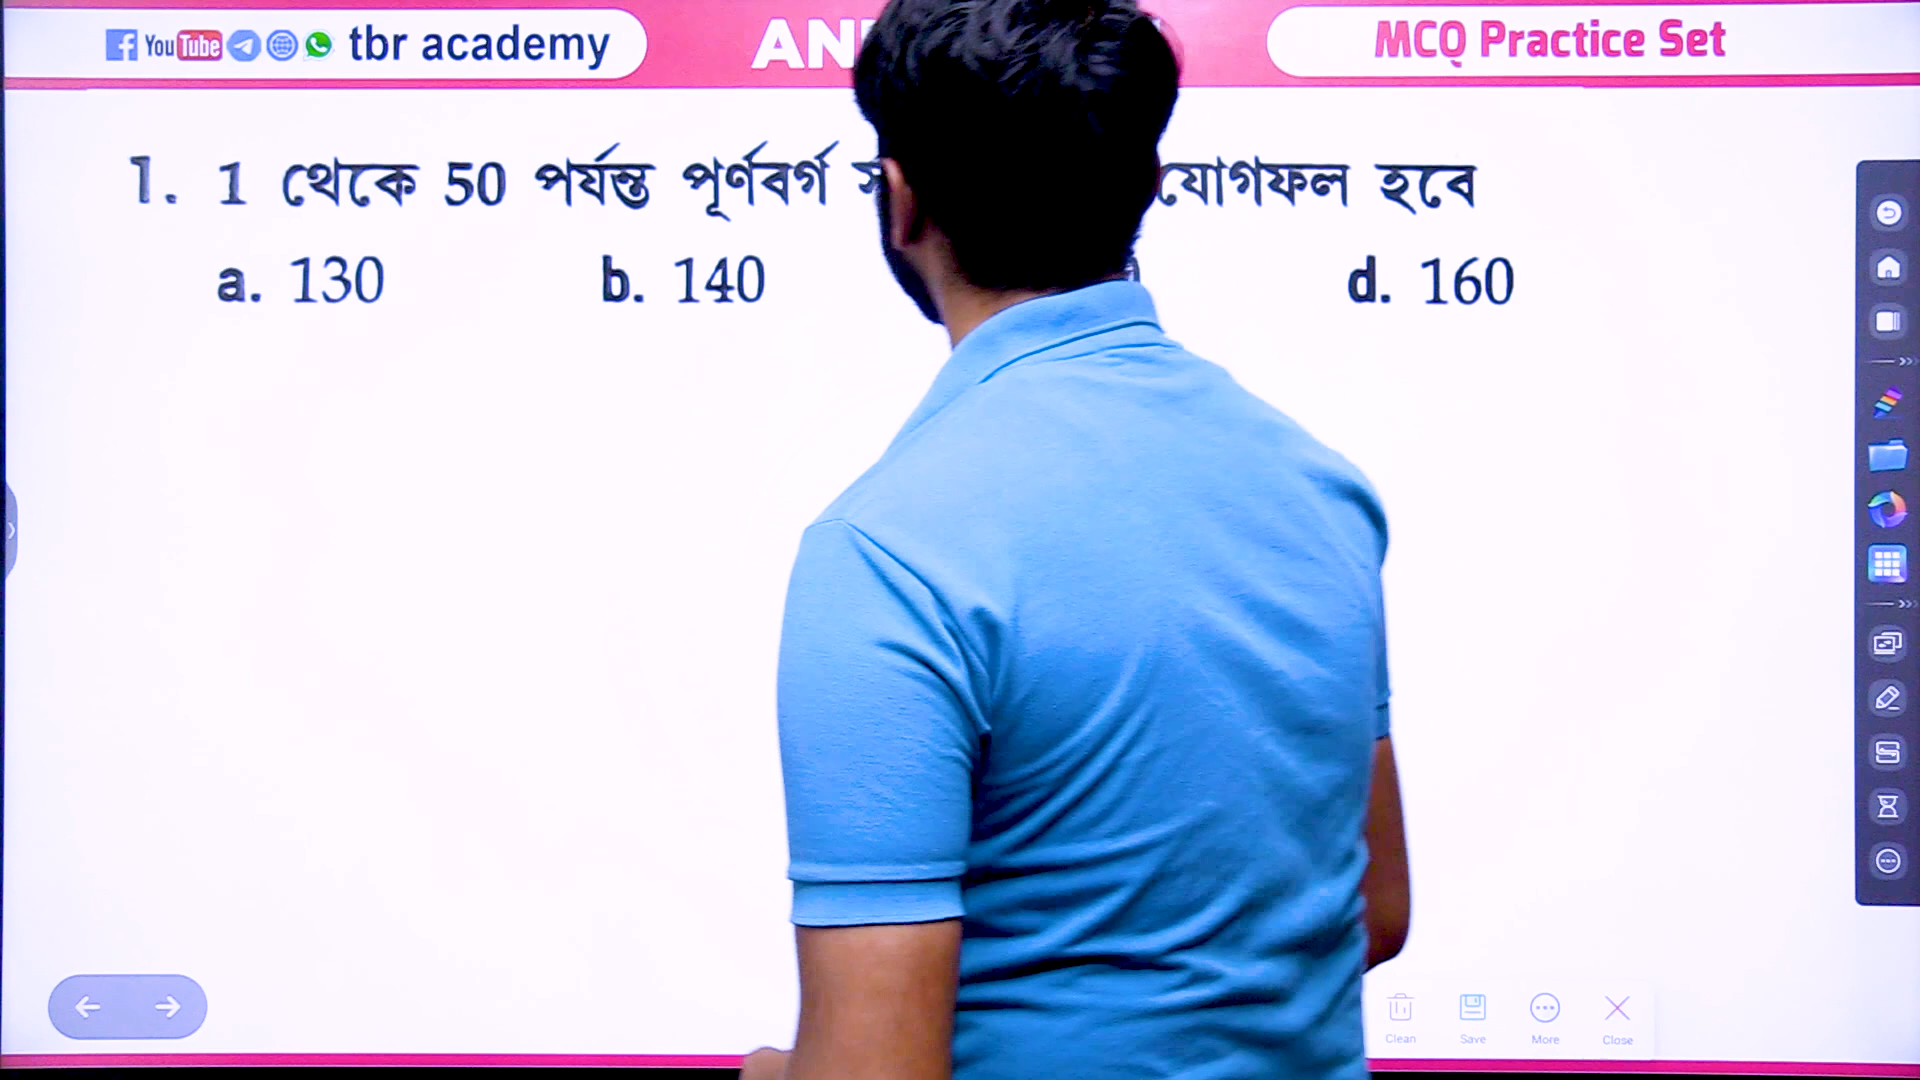 YouTube tbr academy MCQ Practice Set
1. 1 থেকে 50 পর্যন্ত পূর্ণবর্গ যোগফল হবে
a. 130 b. 140 d. 160
Clean Save More Close